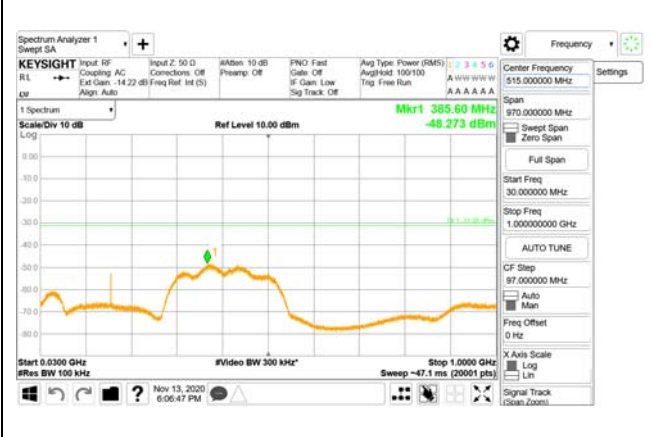 Spectrum Analyzer 1
Swept SA
Frequency
KEYSIGHT
RL
Input: RF
Coupling: AC
Ext Gain: -14.22 dB
Align: Auto
Input Z: 50 Ω
Corrections: Off
Freq Ref: Int (S)
#Atten: 10 dB
Preamp: Off
PNO: Fast
Gate: Off
IF Gain: Low
Sig Track: Off
Avg Type: Power (RMS)
Avg|Hold: 100/100
Trig: Free Run
1 2 3 4 5 6
A W W W W W
A A A A A A
1 Spectrum
Scale/Div 10 dB
Ref Level 10.00 dBm
Mkr1 385.60 MHz
-48.273 dBm
Log
0.00
-10.0
-20.0
-30.0
-40.0
-50.0
-60.0
-70.0
-80.0
1
Start 0.0300 GHz
#Res BW 100 kHz
#Video BW 300 kHz*
Stop 1.0000 GHz
Sweep ~47.1 ms (20001 pts)
Nov 13, 2020
6:06:47 PM
Center Frequency
515.000000 MHz
Settings
Span
970.000000 MHz
Swept Span
Zero Span
Full Span
Start Freq
30.000000 MHz
Stop Freq
1.000000000 GHz
AUTO TUNE
CF Step
97.000000 MHz
Auto
Man
Freq Offset
0 Hz
X Axis Scale
Log
Lin
Signal Track
(Span Zoom)